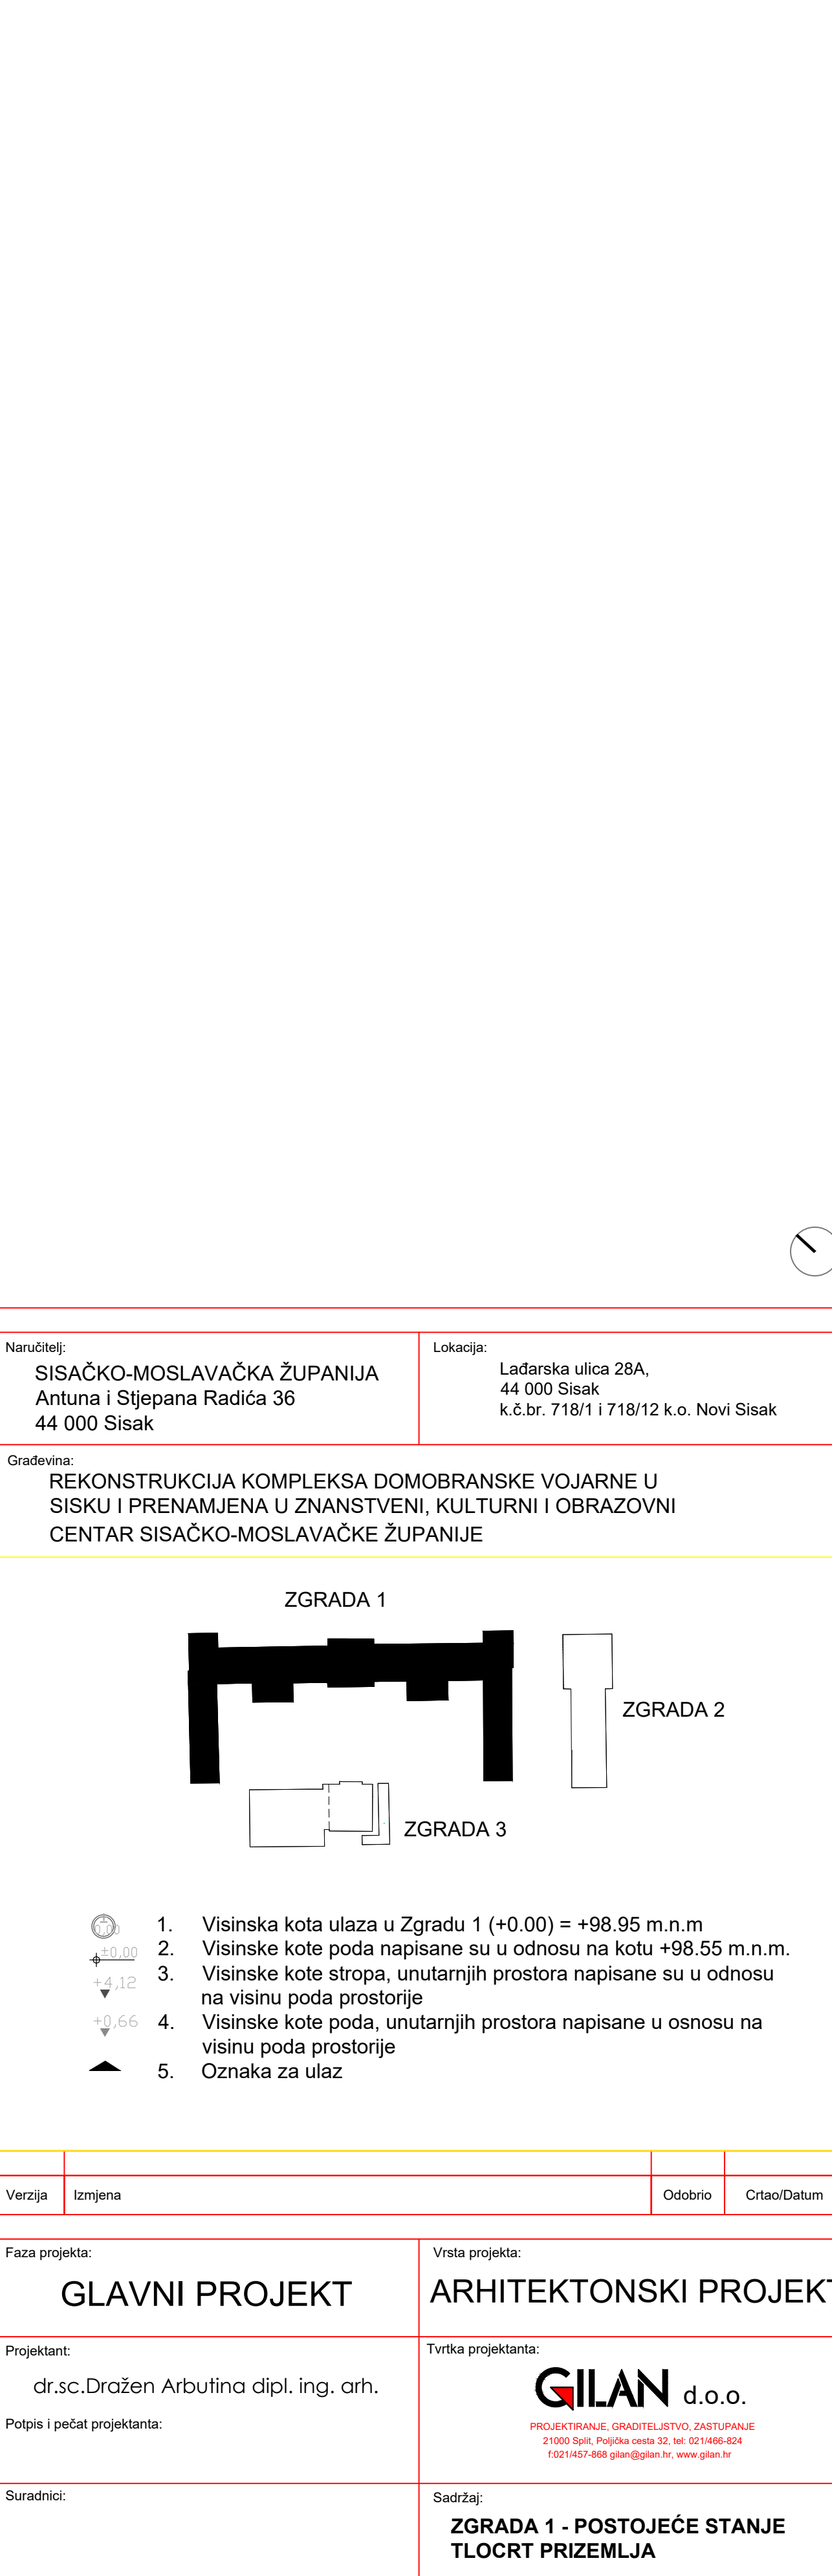 Naručitelj:
SISAČKO-MOSLAVAČKA ŽUPANIJA
Antuna i Stjepana Radića 36
44 000 Sisak
Lokacija:
Lađarska ulica 28A,
44 000 Sisak
k.č.br. 718/1 i 718/12 k.o. Novi Sisak
Građevina:
REKONSTRUKCIJA KOMPLEKSA DOMOBRANSKE VOJARNE U
SISKU I PRENAMJENA U ZNANSTVENI, KULTURNI I OBRAZOVNI
CENTAR SISAČKO-MOSLAVAČKE ŽUPANIJE
ZGRADA 1
ZGRADA 2
ZGRADA 3
0,00
1. Visinska kota ulaza u Zgradu 1 (+0.00) = +98.95 m.n.m
±0,00
2. Visinske kote poda napisane su u odnosu na kotu +98.55 m.n.m.
+4,12
3. Visinske kote stropa, unutarnjih prostora napisane su u odnosu
na visinu poda prostorije
+0,66
4. Visinske kote poda, unutarnjih prostora napisane u osnosu na
visinu poda prostorije
5. Oznaka za ulaz
Verzija Izmjena Odobrio Crtao/Datum
Faza projekta:
GLAVNI PROJEKT
Vrsta projekta:
ARHITEKTONSKI PROJEKT
Projektant:
dr.sc.Dražen Arbutina dipl. ing. arh.
Potpis i pečat projektanta:
Tvrtka projektanta:
GILAN d.o.o.
PROJEKTIRANJE, GRADITELJSTVO, ZASTUPANJE
21000 Split, Poljička cesta 32, tel: 021/466-824
f:021/457-868 gilan@gilan.hr, www.gilan.hr
Suradnici:
Sadržaj:
ZGRADA 1 - POSTOJEĆE STANJE
TLOCRT PRIZEMLJA